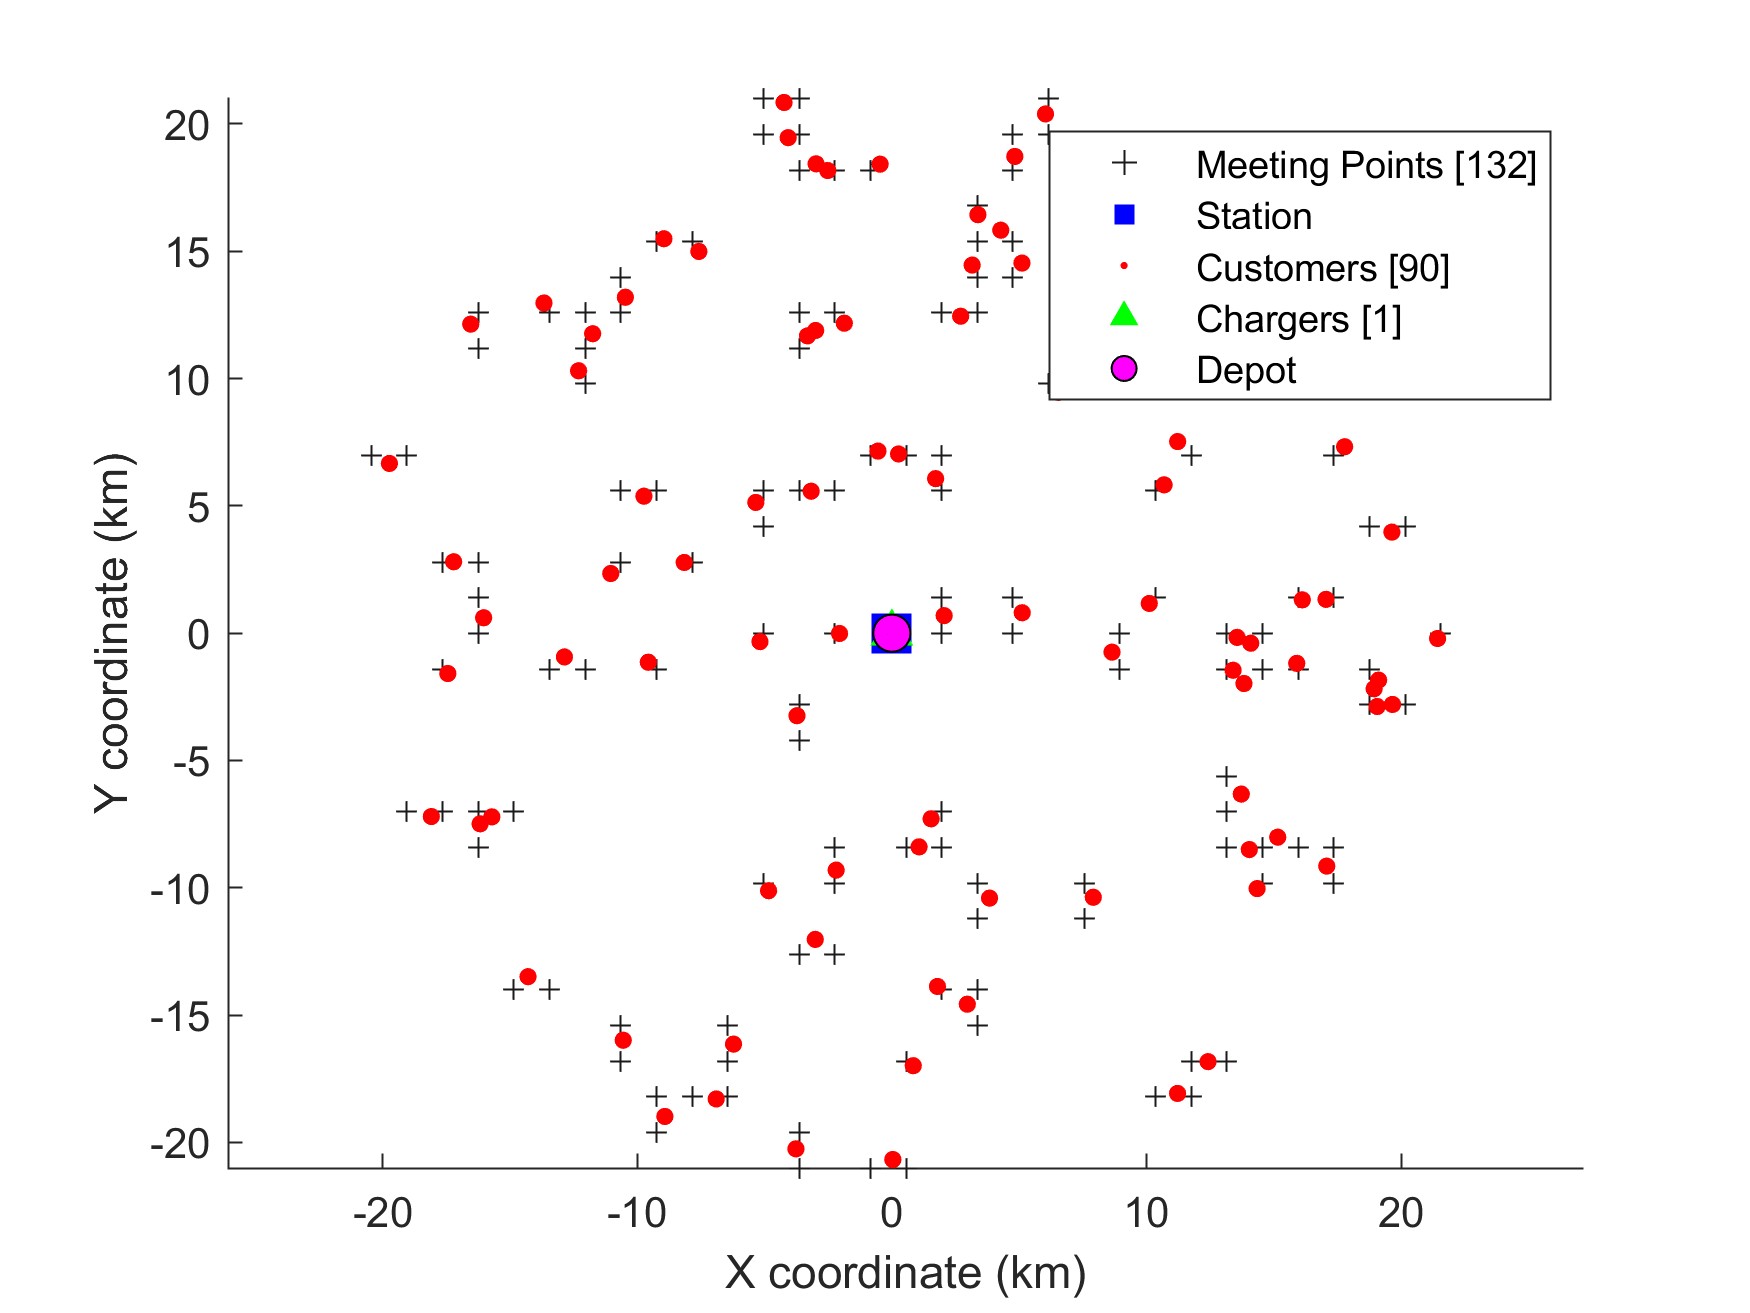 20
15
10
5
0
-5
-10
-15
-20
Y coordinate (km)
Meeting Points [132]
Station
Customers [90]
Chargers [1]
Depot
-20
-10
0
10
20
X coordinate (km)